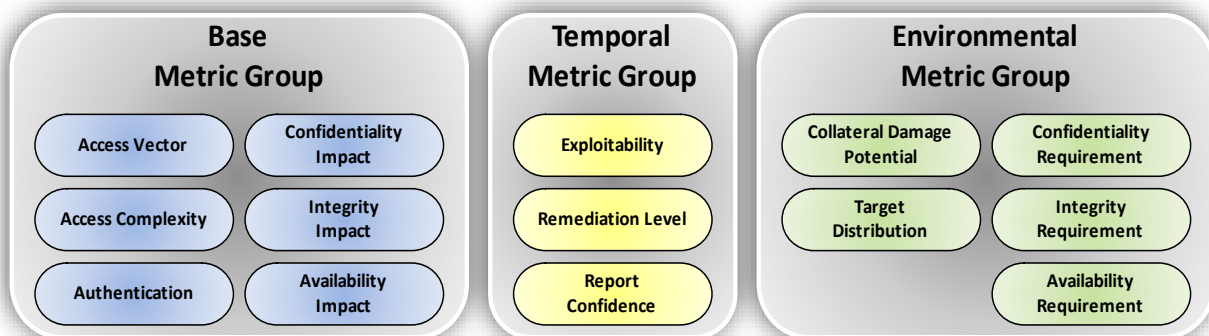 Base
Metric Group
Access Vector
Confidentiality
Impact
Access Complexity
Integrity
Impact
Authentication
Availability
Impact
Temporal
Metric Group
Exploitability
Remediation Level
Report
Confidence
Environmental
Metric Group
Collateral Damage
Potential
Confidentiality
Requirement
Target
Distribution
Integrity
Requirement
Availability
Requirement